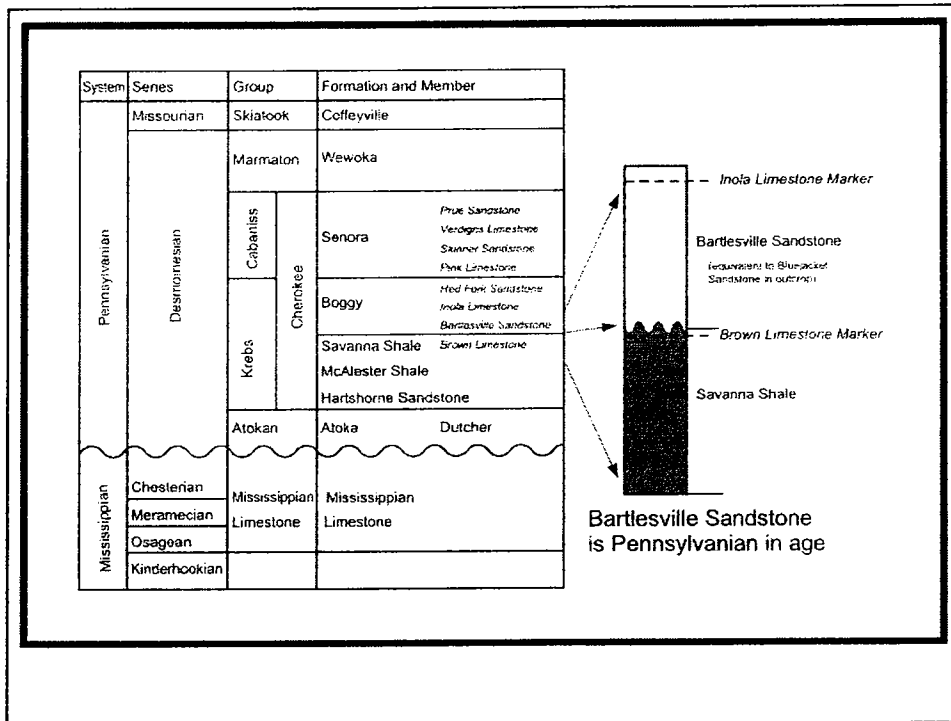 System Series Group Formation and Member
Missourian Skiatook Coffeyville
Marmaton Wewoka
Pennsylvanian
Desmoinesian
Cabaniss
Cherokee
Senora
Prue Sandstone
Verdigris Limestone
Skinner Sandstone
Pink Limestone
Krebs
Boggy
Red Fork Sandstone
Inola Limestone
Bartlesville Sandstone
Savanna Shale Brown Limestone
McAlester Shale
Hartshorne Sandstone
Atokan Atoka Dutcher
Mississippian
Chesterian
Meramecian
Osagean
Kinderhookian
Mississippian
Limestone
Mississippian
Limestone
Inola Limestone Marker
Bartlesville Sandstone
(equivalent to Bluejacket
Sandstone in outcrop)
Brown Limestone Marker
Savanna Shale
Bartlesville Sandstone
is Pennsylvanian in age